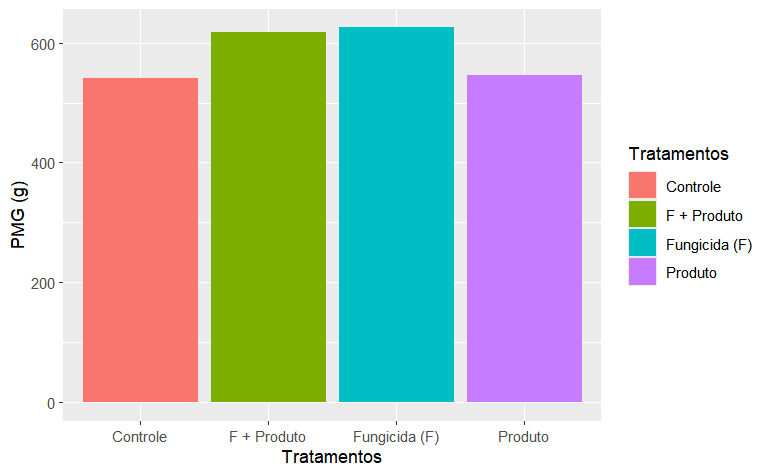 PMG (g)
600
400
200
0
Controle
F + Produto
Fungicida (F)
Produto
Tratamentos
Tratamentos
Controle
F + Produto
Fungicida (F)
Produto